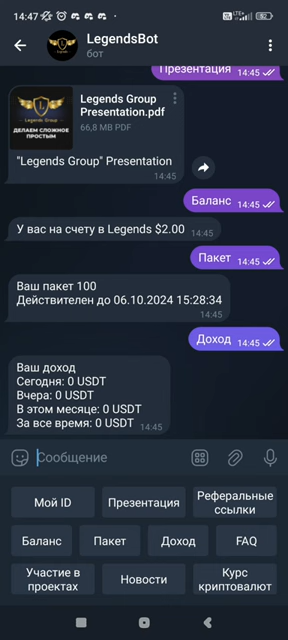 14:47
LTE+
82
LegendsBot
бот
Презентация 14:45
Legends Group
Presentation.pdf
66,8 MB PDF
Legends Group
ДЕЛАЕМ СЛОЖНОЕ
ПРОСТЫМ
"Legends Group" Presentation
14:45
Баланс 14:45
У вас на счету в Legends $2.00 14:45
Пакет 14:45
Ваш пакет 100
Действителен до 06.10.2024 15:28:34
14:45
Доход 14:45
Ваш доход
Сегодня: 0 USDT
Вчера: 0 USDT
В этом месяце: 0 USDT
За все время: 0 USDT 14:45
Сообщение
Мой ID
Презентация
Реферальные
ссылки
Баланс
Пакет
Доход
FAQ
Участие в
проектах
Новости
Курс
криптовалют